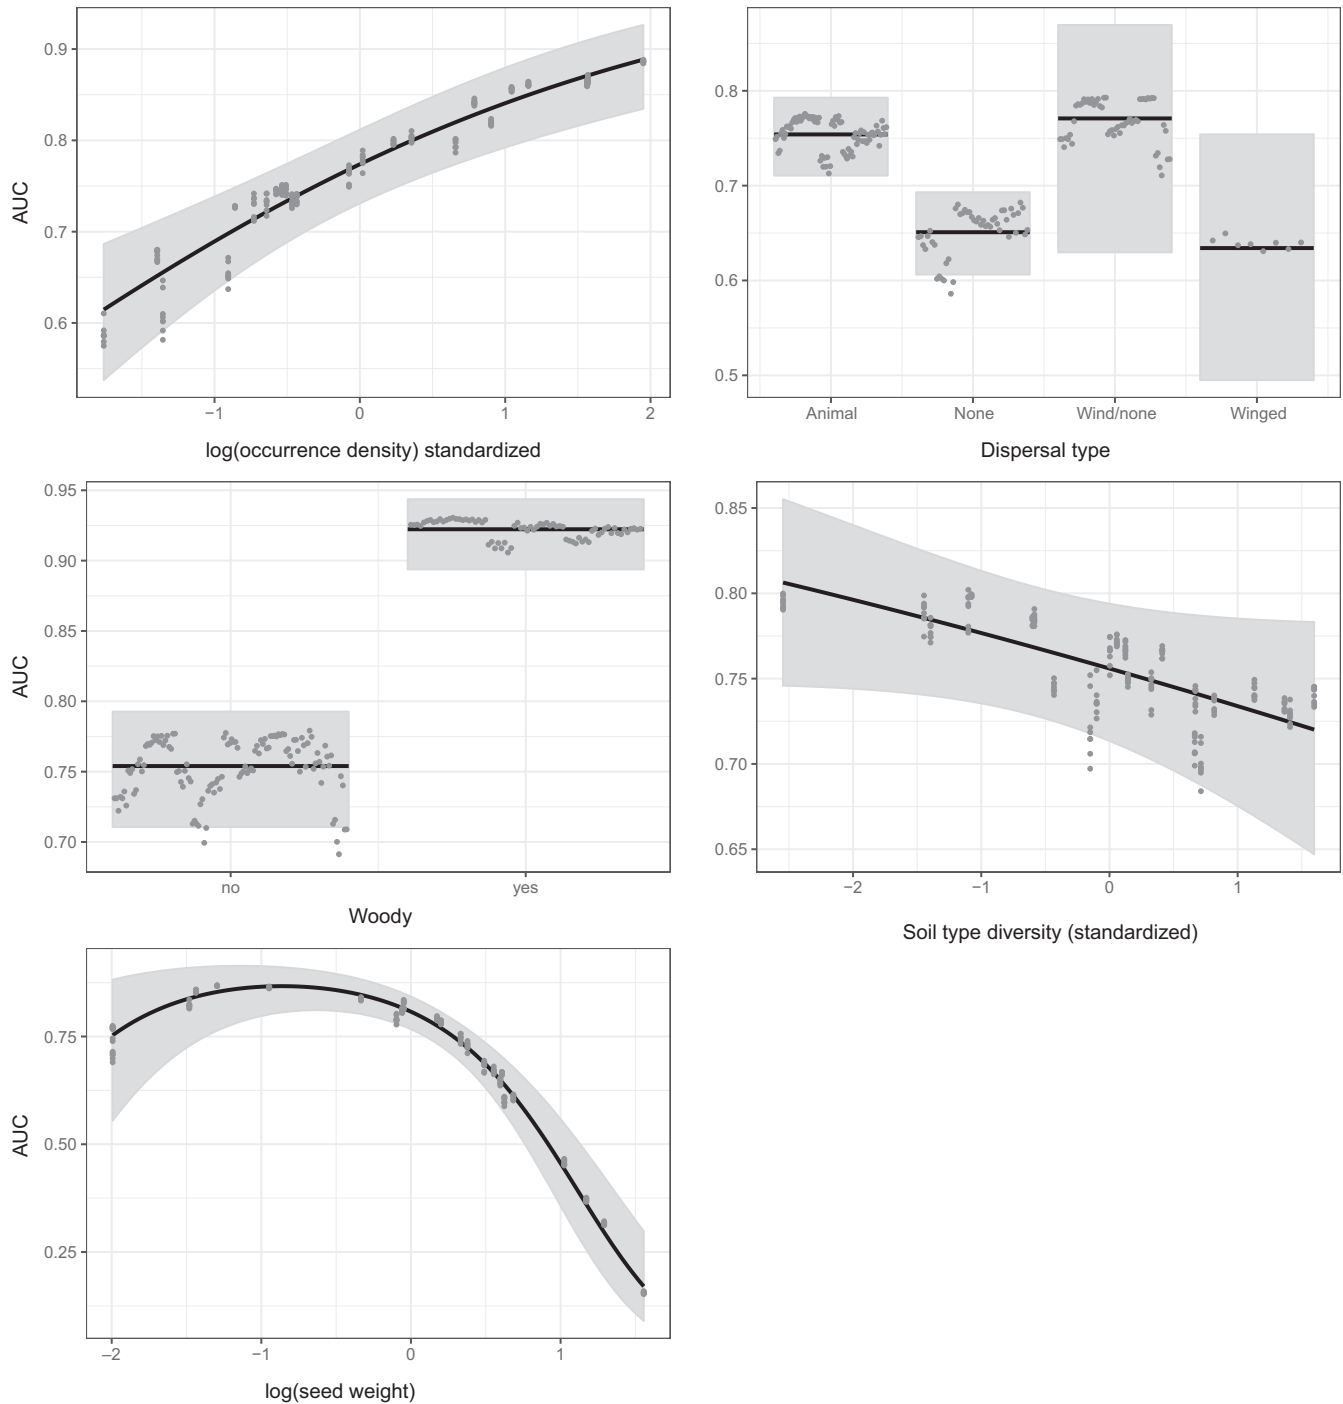 0.9
0.8
0.7
0.6
AUC
−1 0 1 2
log(occurrence density) standardized
0.8
0.7
0.6
0.5
Animal None Wind/none Winged
Dispersal type
0.95
0.90
0.85
0.80
0.75
0.70
AUC
no yes
Woody
0.85
0.80
0.75
0.70
0.65
−2 −1 0 1
Soil type diversity (standardized)
0.75
0.50
0.25
AUC
−2 −1 0 1
log(seed weight)